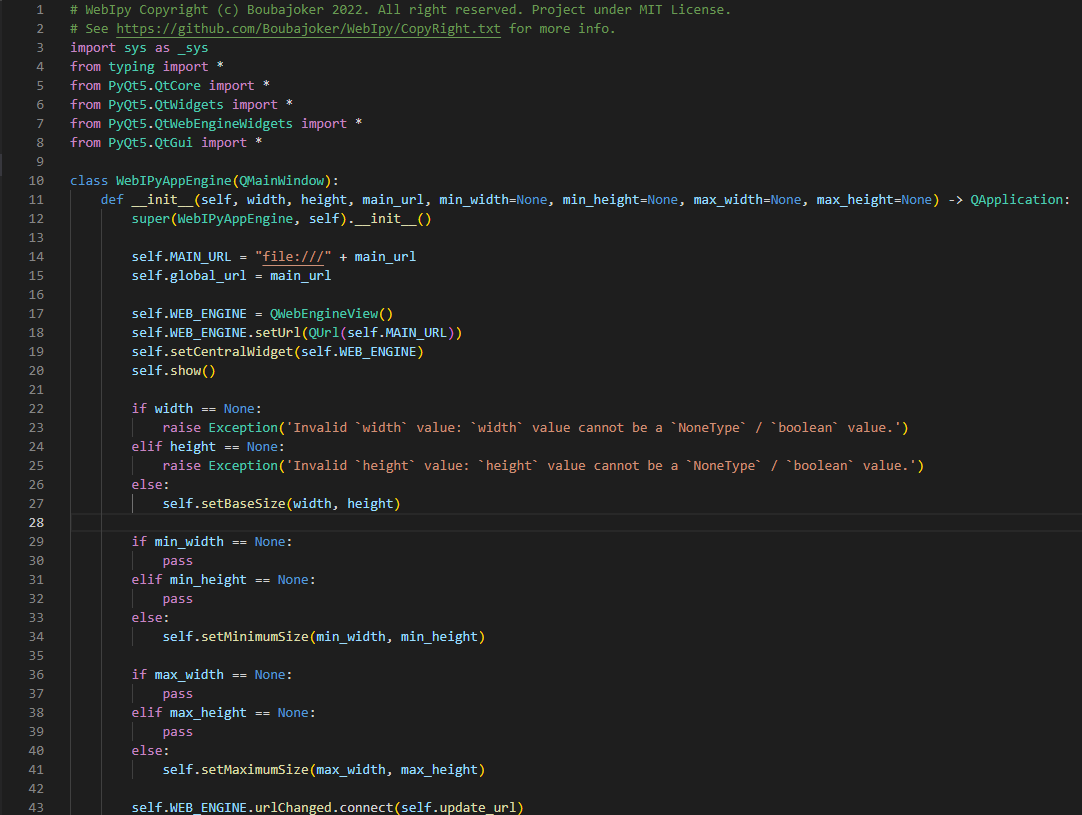 1 # WebIpy Copyright (c) Boubajoker 2022. All right reserved. Project under MIT License.
2 # See https://github.com/Boubajoker/WebIpy/CopyRight.txt for more info.
3 import sys as _sys
4 from typing import *
5 from PyQt5.QtCore import *
6 from PyQt5.QtWidgets import *
7 from PyQt5.QtWebEngineWidgets import *
8 from PyQt5.QtGui import *
9
10 class WebIPyAppEngine(QMainWindow):
11     def __init__(self, width, height, main_url, min_width=None, min_height=None, max_width=None, max_height=None) -> QApplication:
12         super(WebIPyAppEngine, self).__init__()
13
14         self.MAIN_URL = "file:///" + main_url
15         self.global_url = main_url
16
17         self.WEB_ENGINE = QWebEngineView()
18         self.WEB_ENGINE.setUrl(QUrl(self.MAIN_URL))
19         self.setCentralWidget(self.WEB_ENGINE)
20         self.show()
21
22         if width == None:
23             raise Exception('Invalid `width` value: `width` value cannot be a `NoneType` / `boolean` value.')
24         elif height == None:
25             raise Exception('Invalid `height` value: `height` value cannot be a `NoneType` / `boolean` value.')
26         else:
27             self.setBaseSize(width, height)
28
29         if min_width == None:
30             pass
31         elif min_height == None:
32             pass
33         else:
34             self.setMinimumSize(min_width, min_height)
35
36         if max_width == None:
37             pass
38         elif max_height == None:
39             pass
40         else:
41             self.setMaximumSize(max_width, max_height)
42
43         self.WEB_ENGINE.urlChanged.connect(self.update_url)